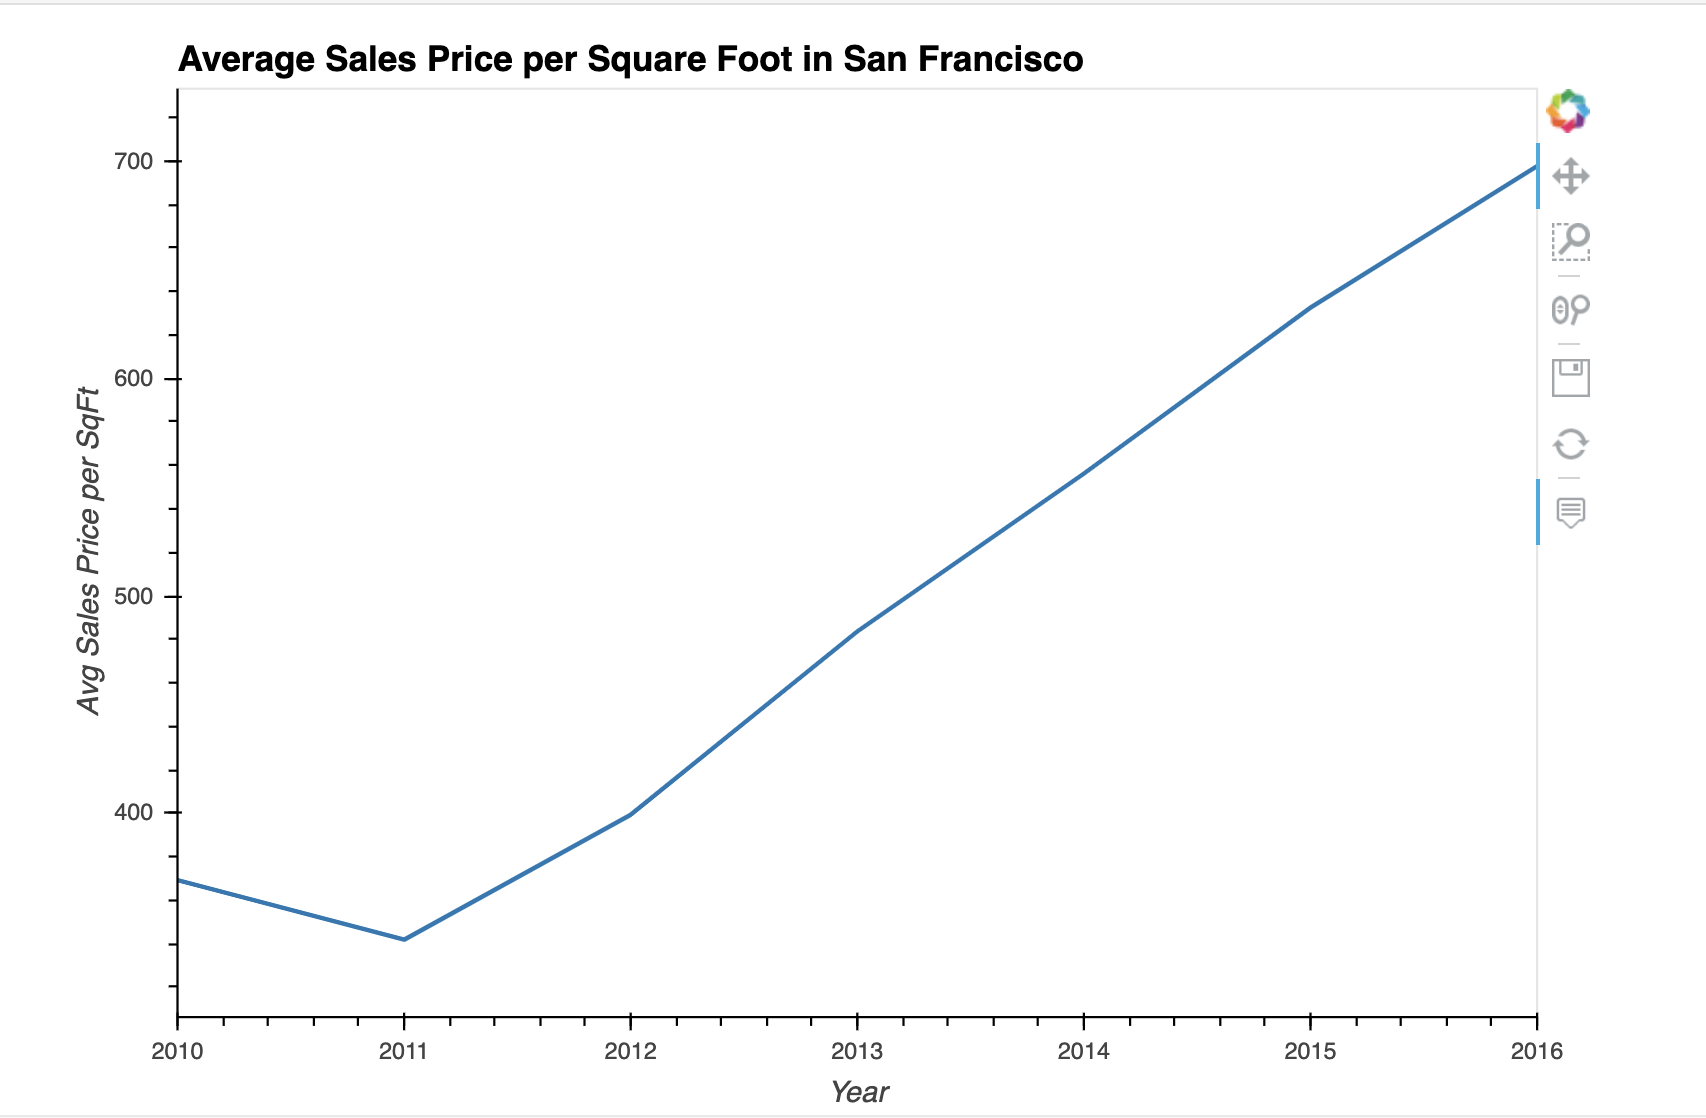 Average Sales Price per Square Foot in San Francisco
700
600
500
400
Avg Sales Price per SqFt
2010 2011 2012 2013 2014 2015 2016
Year